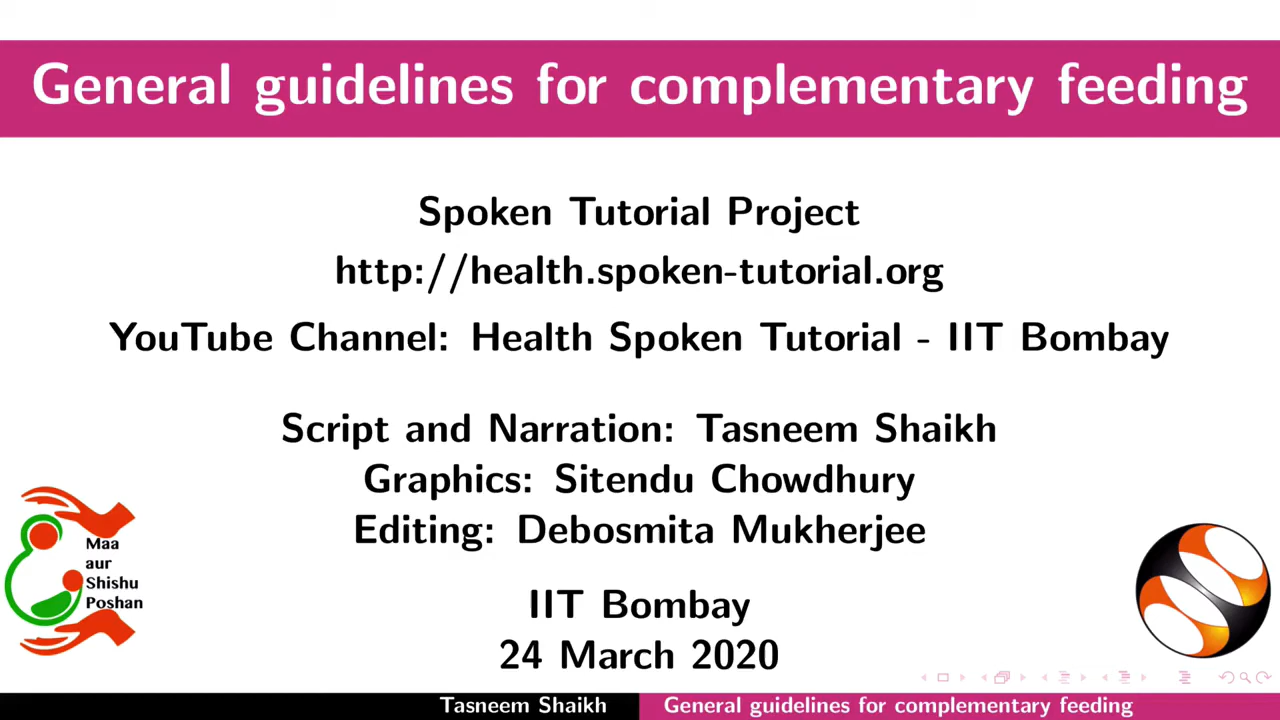 General guidelines for complementary feeding
Spoken Tutorial Project
http://health.spoken-tutorial.org
YouTube Channel: Health Spoken Tutorial - IIT Bombay
Script and Narration: Tasneem Shaikh
Graphics: Sitendu Chowdhury
Editing: Debosmita Mukherjee
Maa
aur
Shishu
Poshan
IIT Bombay
24 March 2020
Tasneem Shaikh General guidelines for complementary feeding